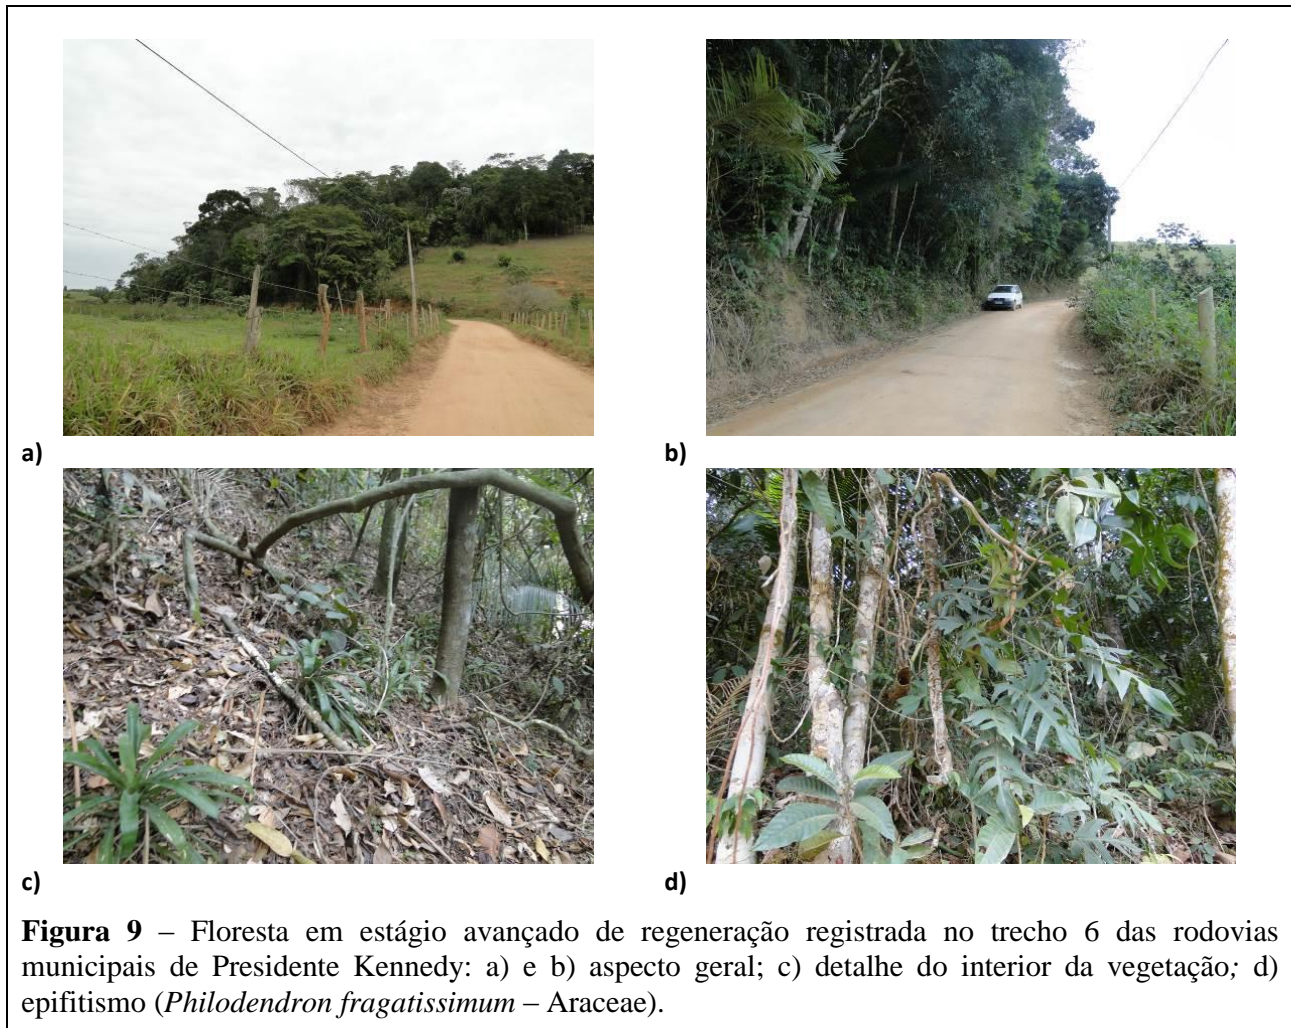 a)
b)
c)
d)
Figura 9 – Floresta em estágio avançado de regeneração registrada no trecho 6 das rodovias
municipais de Presidente Kennedy: a) e b) aspecto geral; c) detalhe do interior da vegetação; d)
epifitismo (Philodendron fragatissimum – Araceae).